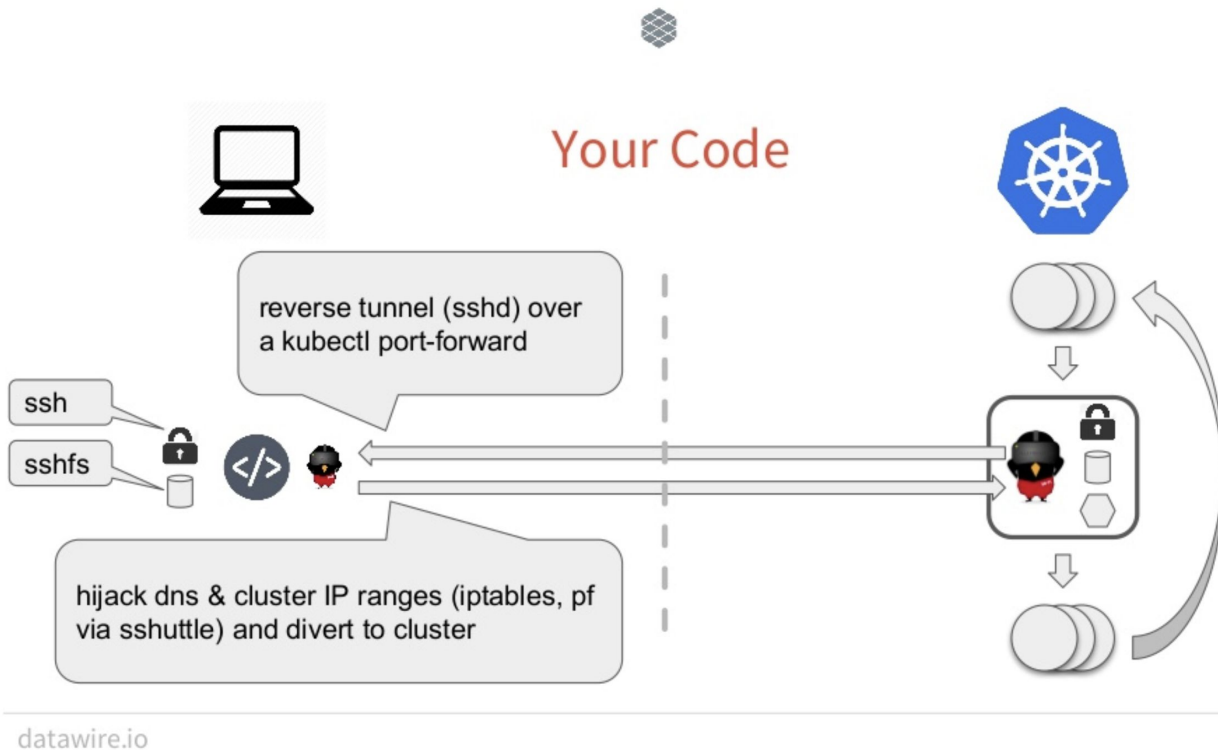 Your Code
reverse tunnel (sshd) over
a kubectl port-forward
ssh
sshfs
</>
hijack dns & cluster IP ranges (iptables, pf
via sshuttle) and divert to cluster
datawire.io